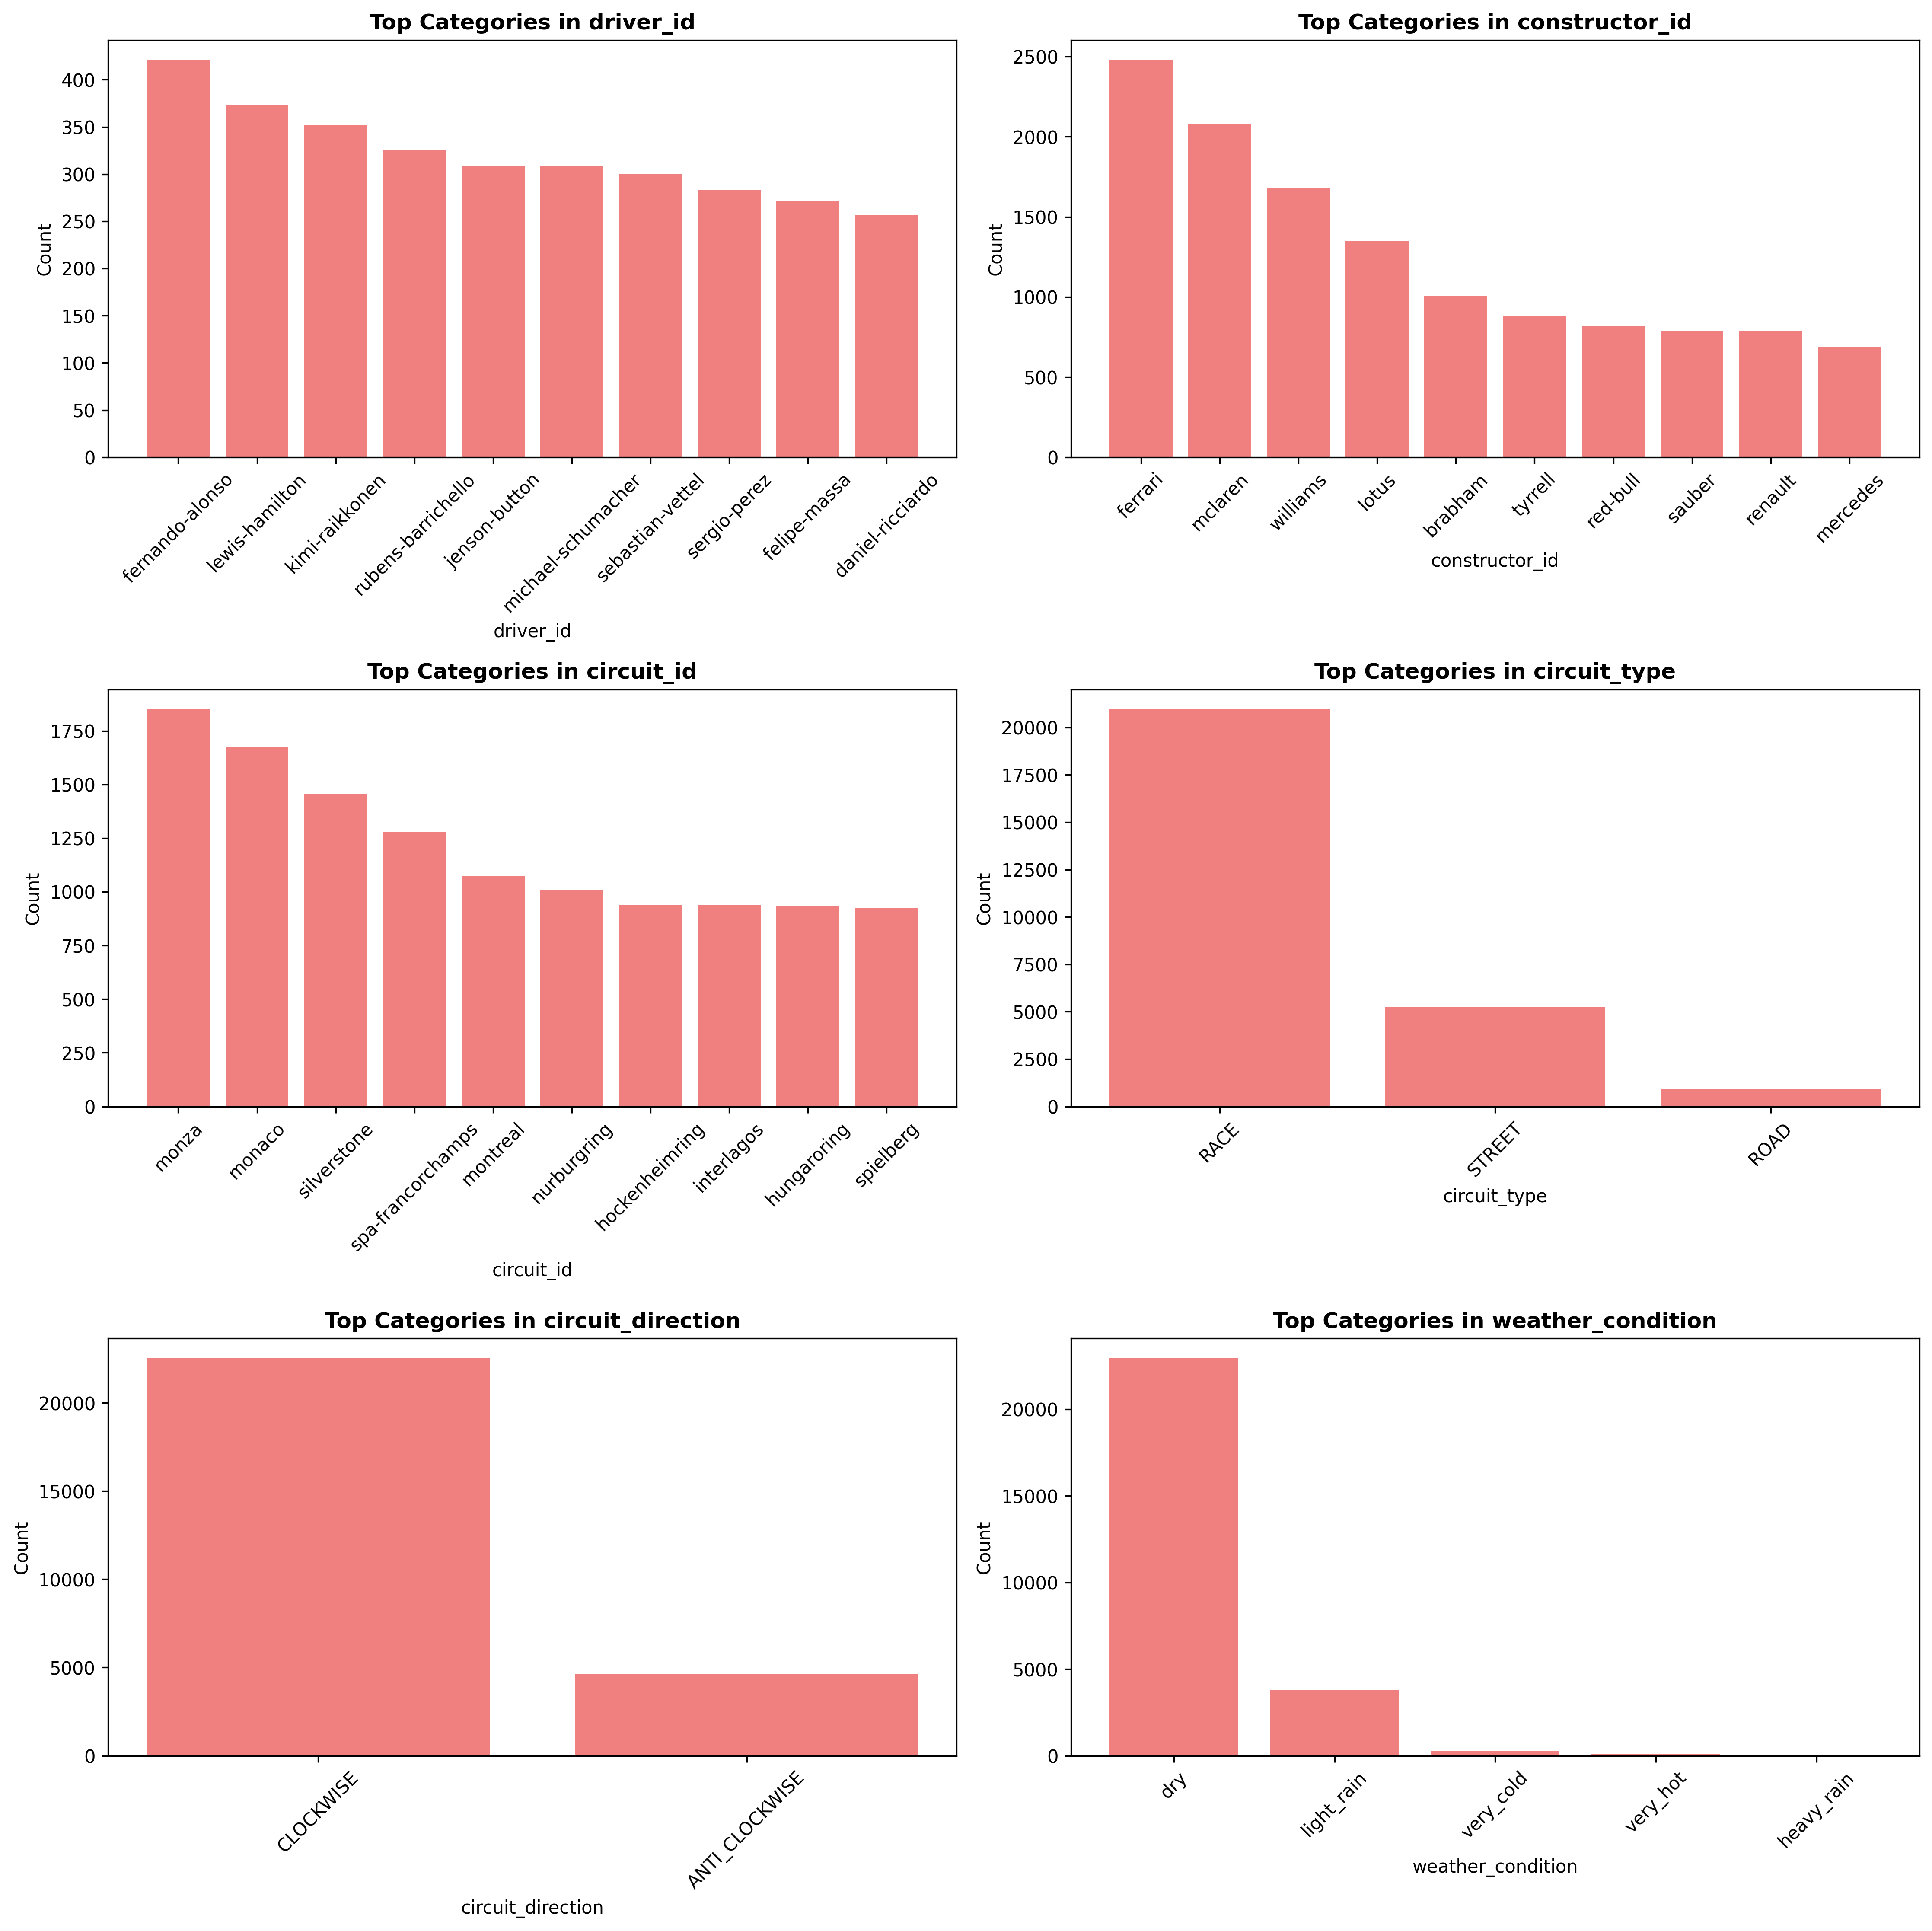 Top Categories in driver_id
Count
400
350
300
250
200
150
100
50
0
fernando-alonso
lewis-hamilton
kimi-raikkonen
rubens-barrichello
jenson-button
michael-schumacher
sebastian-vettel
sergio-perez
felipe-massa
daniel-ricciardo
driver_id
Top Categories in constructor_id
Count
2500
2000
1500
1000
500
0
ferrari
mclaren
williams
lotus
brabham
tyrrell
red-bull
sauber
renault
mercedes
constructor_id
Top Categories in circuit_id
Count
1750
1500
1250
1000
750
500
250
0
monza
monaco
silverstone
spa-francorchamps
montreal
nurburgring
hockenheimring
interlagos
hungaroring
spielberg
circuit_id
Top Categories in circuit_type
Count
20000
17500
15000
12500
10000
7500
5000
2500
0
RACE
STREET
ROAD
circuit_type
Top Categories in circuit_direction
Count
20000
15000
10000
5000
0
CLOCKWISE
ANTI_CLOCKWISE
circuit_direction
Top Categories in weather_condition
Count
20000
15000
10000
5000
0
dry
light_rain
very_cold
very_hot
heavy_rain
weather_condition